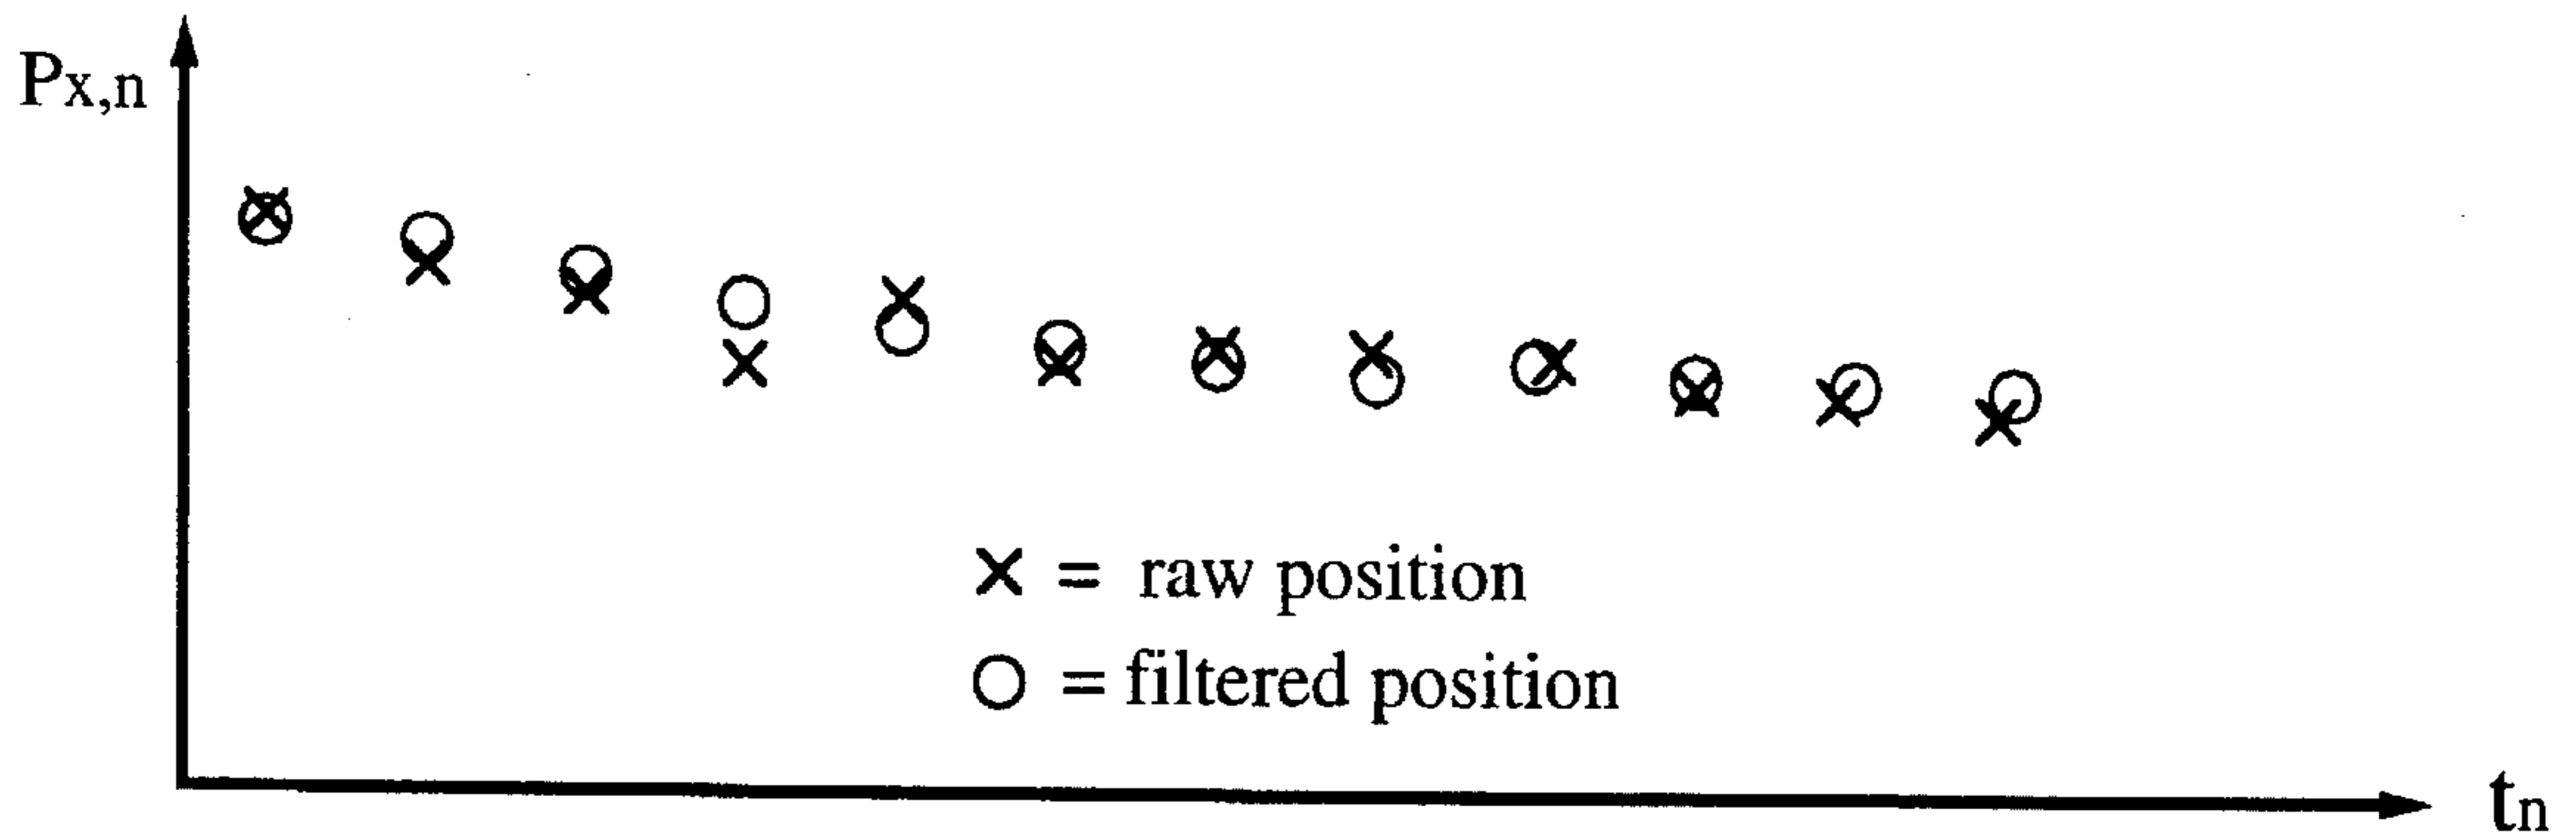 Px,n
× = raw position
○ = filtered position
tn